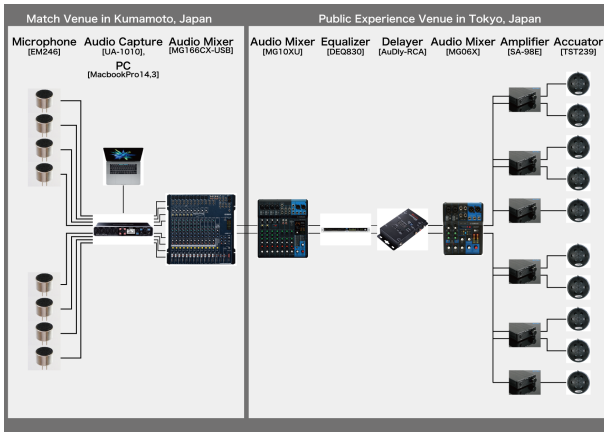 Match Venue in Kumamoto, Japan
Public Experience Venue in Tokyo, Japan
Microphone
[EM246]
Audio Capture
[UA-1010],
PC
[MacbookPro14,3]
Audio Mixer
[MG166CX-USB]
Audio Mixer
[MG10XU]
Equalizer
[DEQ830]
Delayer
[AuDly-RCA]
Audio Mixer
[MG06X]
Amplifier
[SA-98E]
Accuator
[TST239]